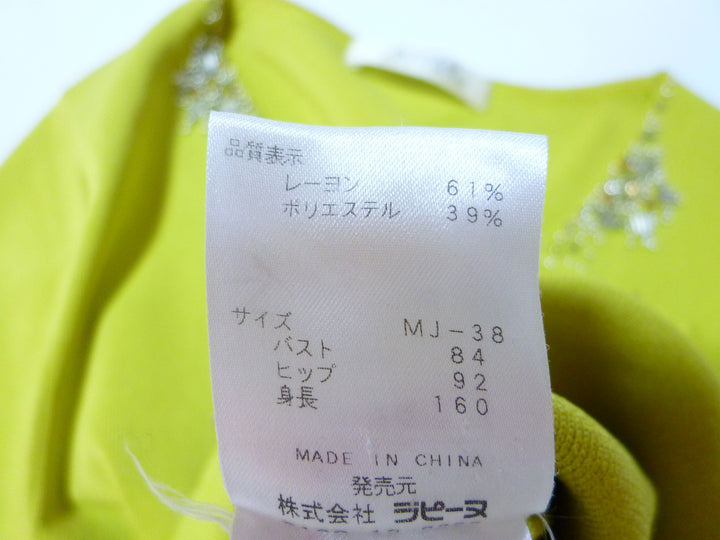 品質表示
レーヨン 61%
ポリエステル 39%
サイズ MJ-38
バスト 84
ヒップ 92
身長 160
MADE IN CHINA
発売元
株式会社 ラピーヌ